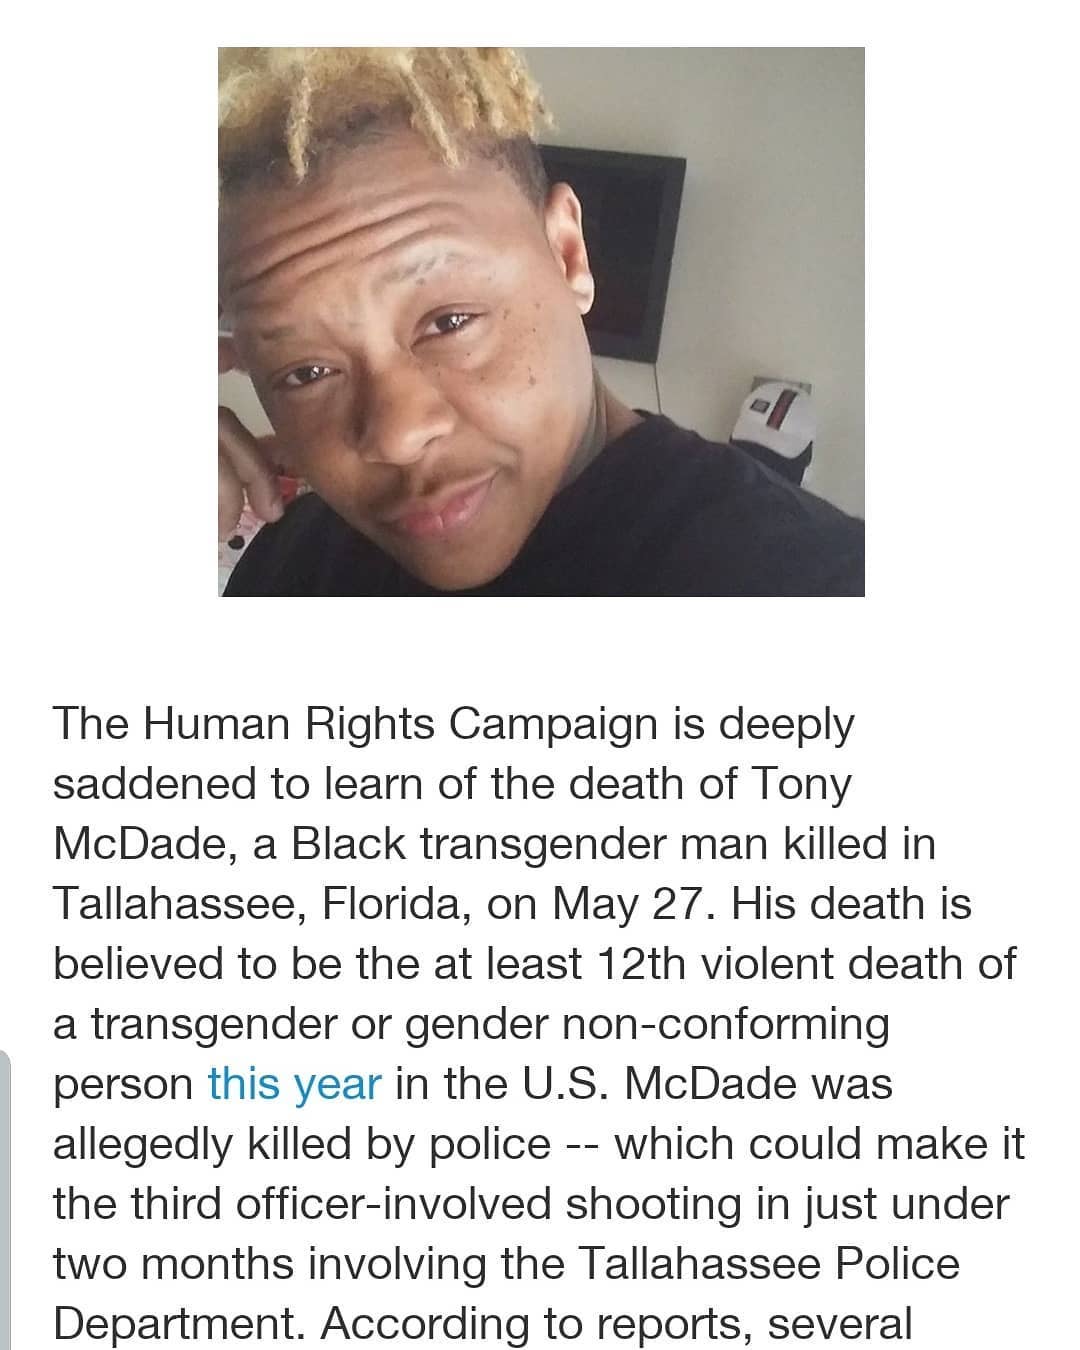 The Human Rights Campaign is deeply
saddened to learn of the death of Tony
McDade, a Black transgender man killed in
Tallahassee, Florida, on May 27. His death is
believed to be the at least 12th violent death of
a transgender or gender non-conforming
person this year in the U.S. McDade was
allegedly killed by police -- which could make it
the third officer-involved shooting in just under
two months involving the Tallahassee Police
Department. According to reports, several